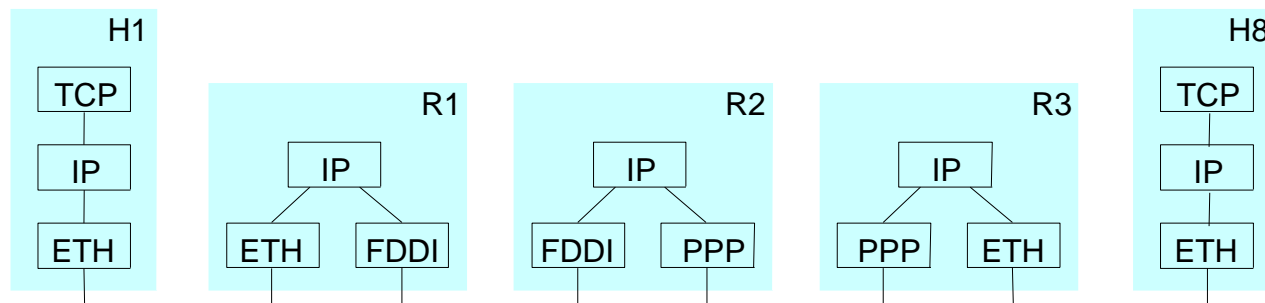 H1
TCP
IP
ETH
R1
IP
ETH FDDI
R2
IP
FDDI PPP
R3
IP
PPP ETH
H8
TCP
IP
ETH